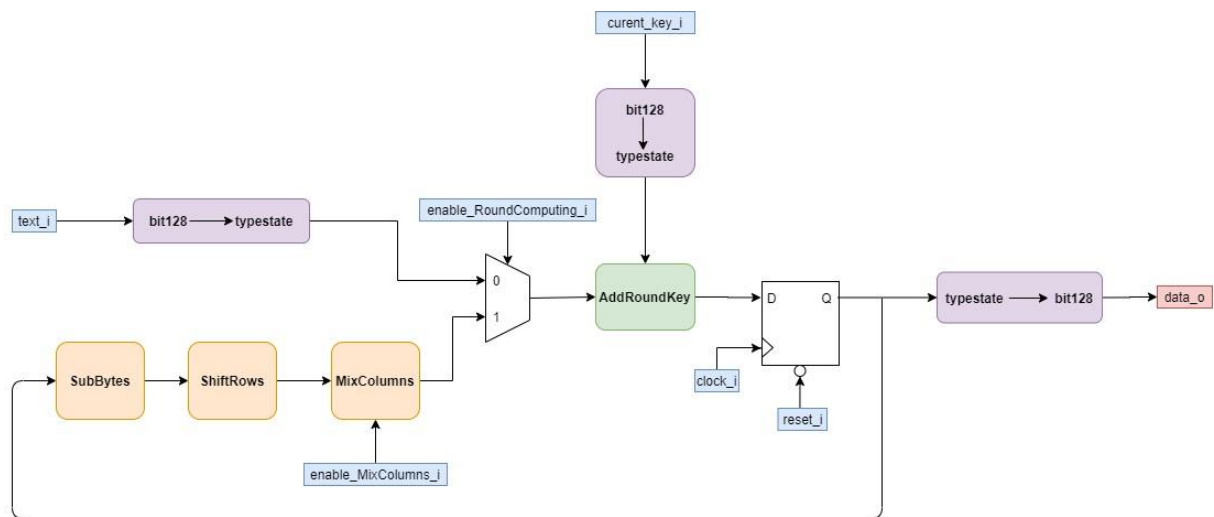 curent_key_i
bit128
typestate
enable_RoundComputing_i
text_i
bit128 typestate
0
1
AddRoundKey
D Q
typestate bit128
data_o
SubBytes
ShiftRows
MixColumns
clock_i
reset_i
enable_MixColumns_i